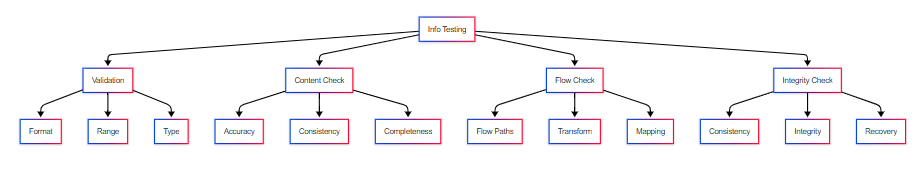 Info Testing
Validation
Content Check
Flow Check
Integrity Check
Format
Range
Type
Accuracy
Consistency
Completeness
Flow Paths
Transform
Mapping
Consistency
Integrity
Recovery